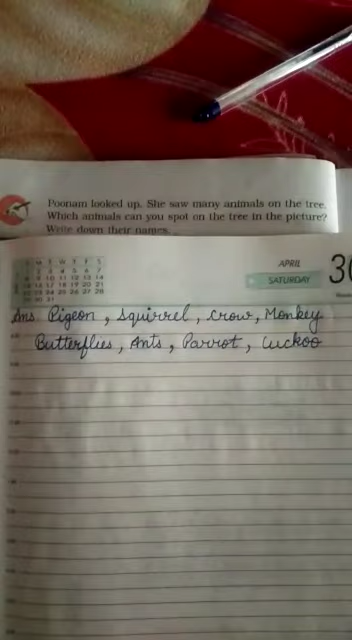 Poonam looked up. She saw many animals on the tree.
Which animals can you spot on the tree in the picture?
Write down their names.
S M T W T F S
APRIL
SATURDAY
30
Ans. Pigeon, Squirrel, Crow, Monkey
Butterflies, Ants, Parrot, Cuckoo